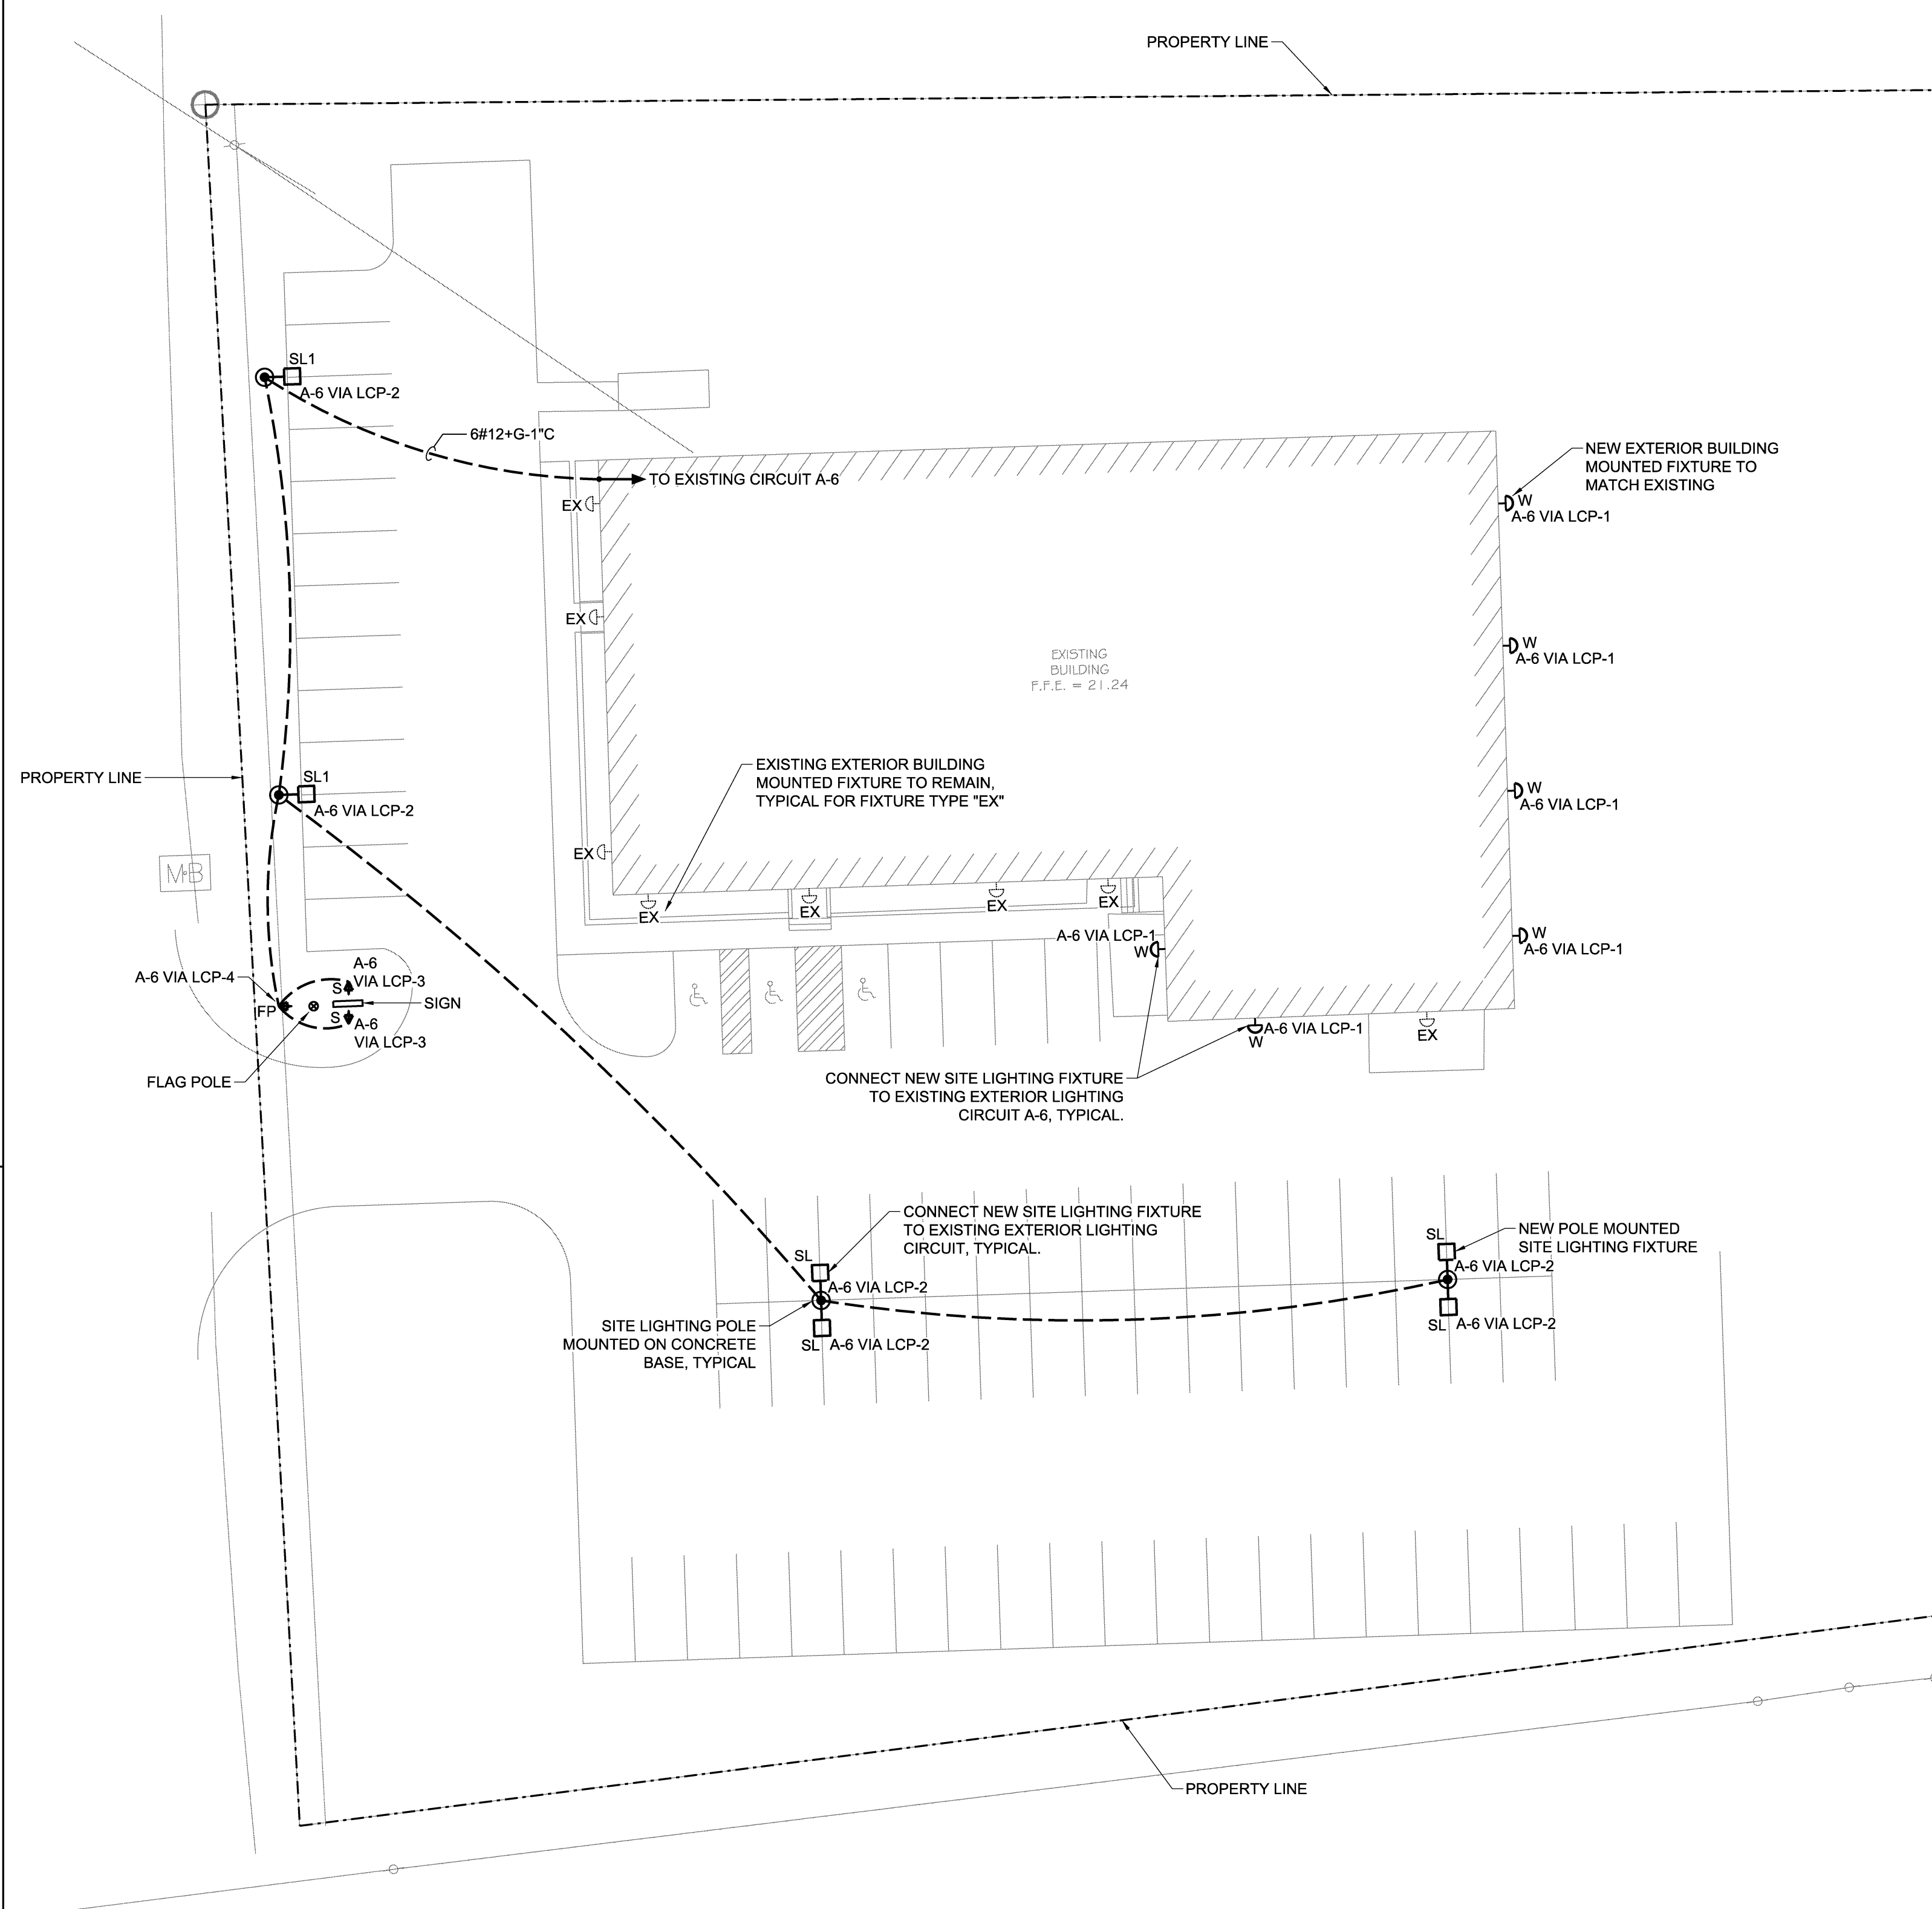 PROPERTY LINE
SL1
A-6 VIA LCP-2
6#12+G-1"C
TO EXISTING CIRCUIT A-6
NEW EXTERIOR BUILDING
MOUNTED FIXTURE TO
MATCH EXISTING
EX
W
A-6 VIA LCP-1
EX
W
A-6 VIA LCP-1
EXISTING
BUILDING
F.F.E. = 21.24
EXISTING EXTERIOR BUILDING
MOUNTED FIXTURE TO REMAIN,
TYPICAL FOR FIXTURE TYPE "EX"
PROPERTY LINE
SL1
A-6 VIA LCP-2
W
A-6 VIA LCP-1
EX
M·B
EX
EX
EX
EX
A-6 VIA LCP-1
W
W
A-6 VIA LCP-1
A-6 VIA LCP-4
A-6
VIA LCP-3
S
SIGN
FP
S
A-6
VIA LCP-3
FLAG POLE
A-6 VIA LCP-1
W
EX
CONNECT NEW SITE LIGHTING FIXTURE
TO EXISTING EXTERIOR LIGHTING
CIRCUIT A-6, TYPICAL.
CONNECT NEW SITE LIGHTING FIXTURE
TO EXISTING EXTERIOR LIGHTING
CIRCUIT, TYPICAL.
SL
A-6 VIA LCP-2
SITE LIGHTING POLE
MOUNTED ON CONCRETE
BASE, TYPICAL
SL
A-6 VIA LCP-2
NEW POLE MOUNTED
SITE LIGHTING FIXTURE
SL
A-6 VIA LCP-2
SL
A-6 VIA LCP-2
PROPERTY LINE